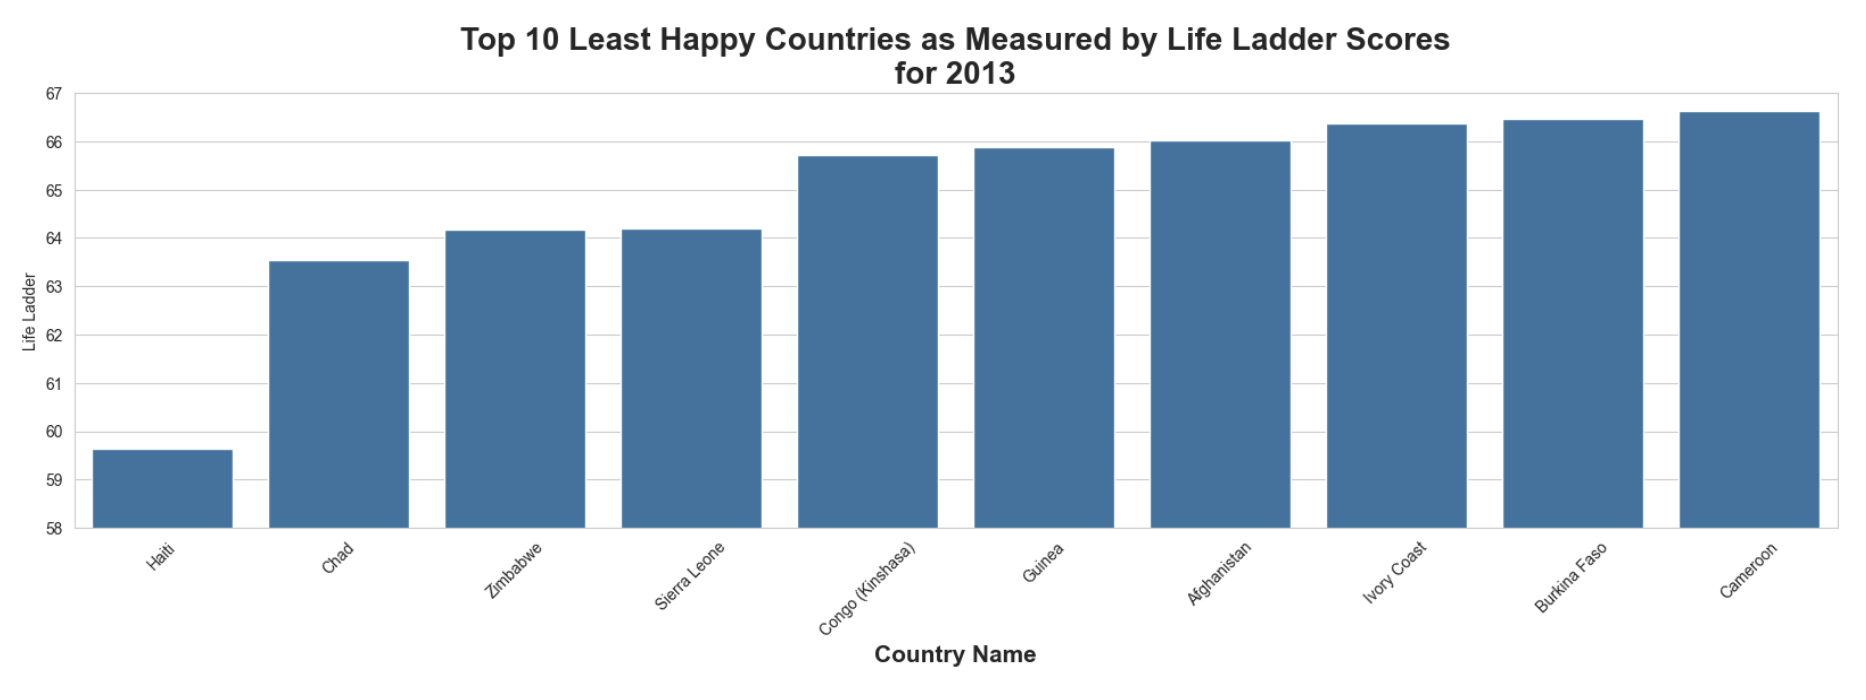 Top 10 Least Happy Countries as Measured by Life Ladder Scores
for 2013
67
66
65
64
63
62
61
60
59
58
Life Ladder
Haiti
Chad
Zimbabwe
Sierra Leone
Congo (Kinshasa)
Guinea
Afghanistan
Ivory Coast
Burkina Faso
Cameroon
Country Name